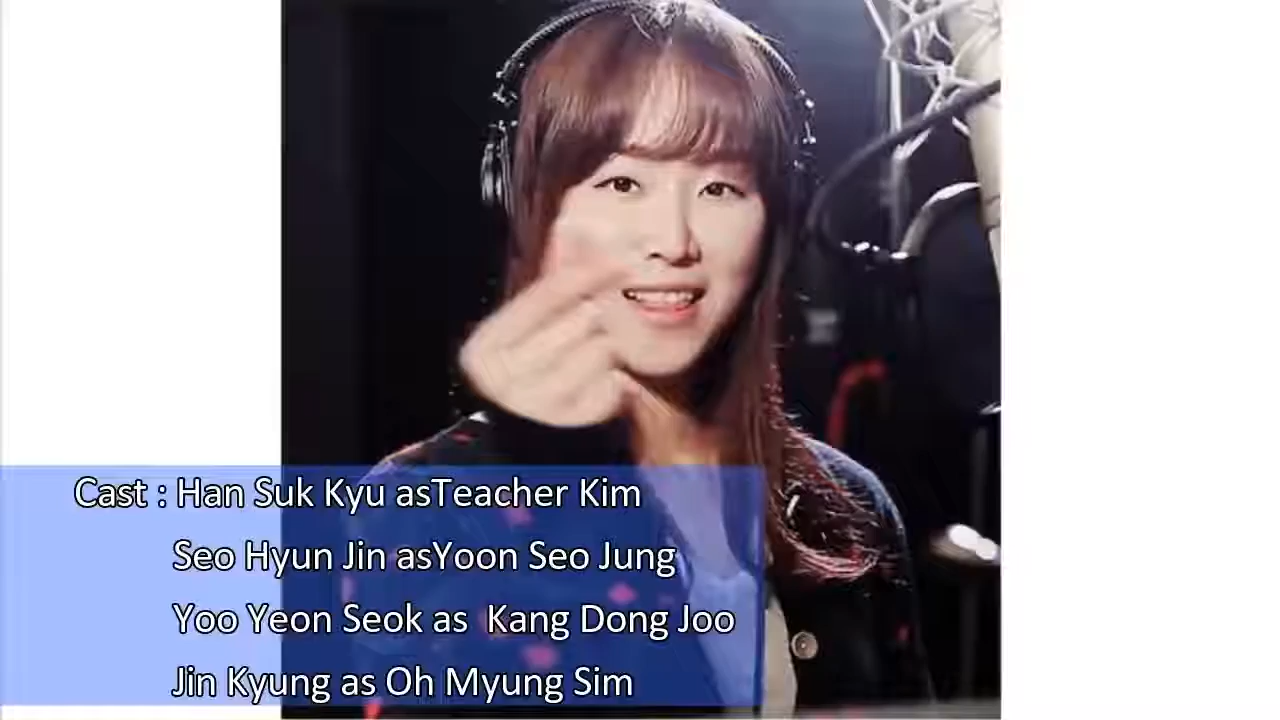 Cast : Han Suk Kyu asTeacher Kim
Seo Hyun Jin asYoon Seo Jung
Yoo Yeon Seok as  Kang Dong Joo
Jin Kyung as Oh Myung Sim